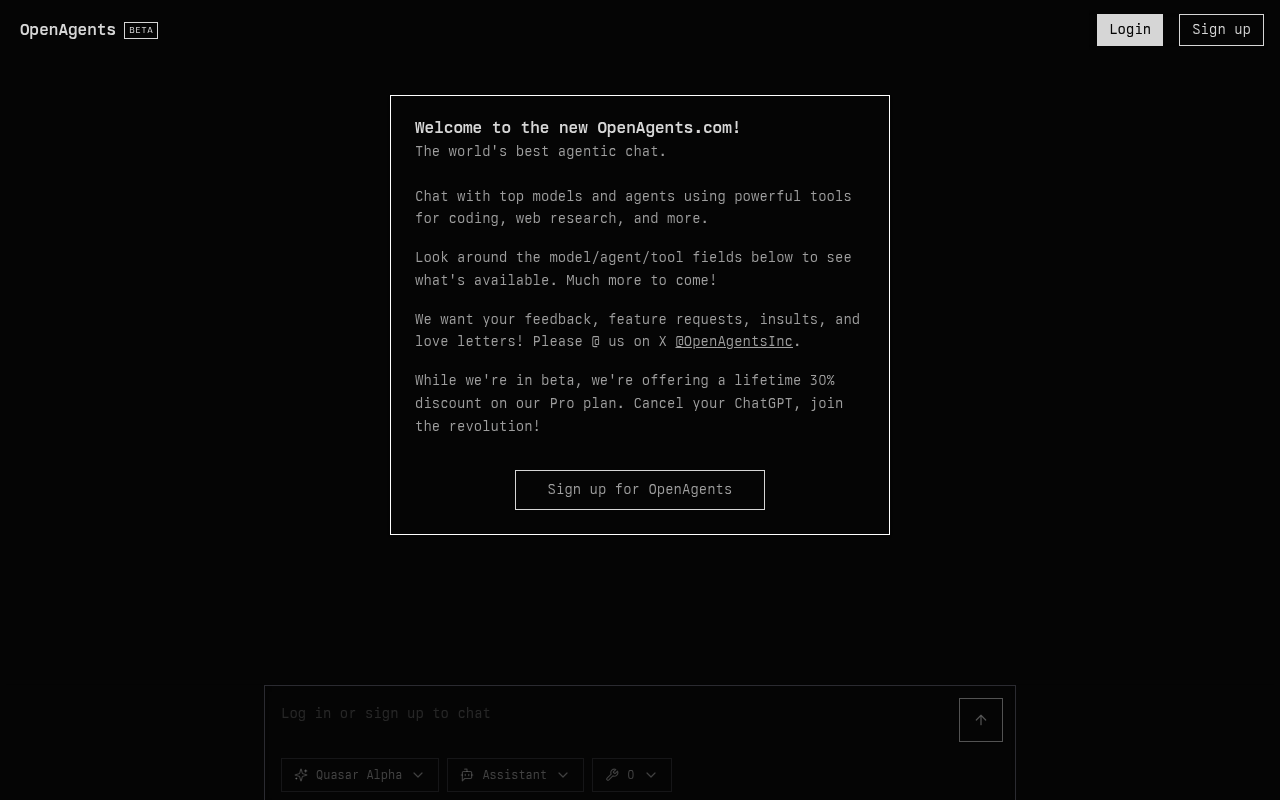 OpenAgents BETA
Login
Sign up
Welcome to the new OpenAgents.com!
The world's best agentic chat.
Chat with top models and agents using powerful tools
for coding, web research, and more.
Look around the model/agent/tool fields below to see
what's available. Much more to come!
We want your feedback, feature requests, insults, and
love letters! Please @ us on X @OpenAgentsInc.
While we're in beta, we're offering a lifetime 30%
discount on our Pro plan. Cancel your ChatGPT, join
the revolution!
Sign up for OpenAgents
Log in or sign up to chat
Quasar Alpha
Assistant
0